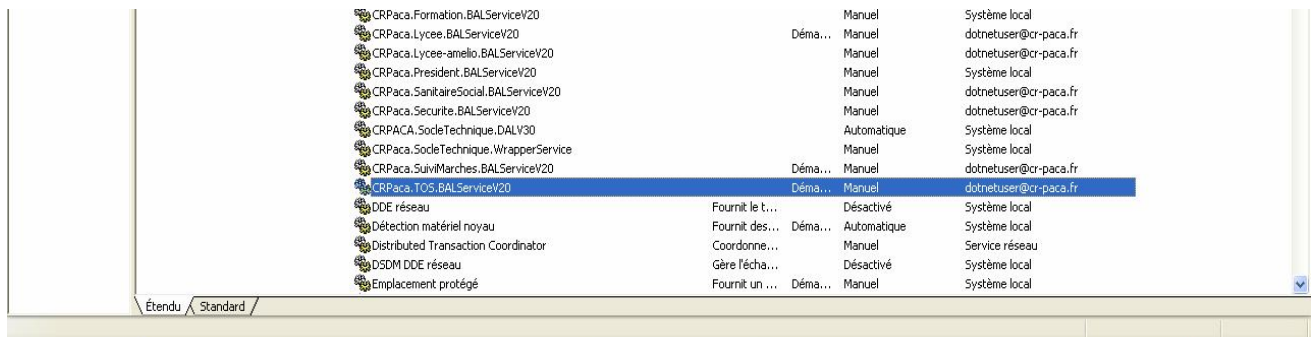 CRPaca.Formation.BALServiceV20 Manuel Système local
CRPaca.Lycee.BALServiceV20 Déma... Manuel dotnetuser@cr-paca.fr
CRPaca.Lycee-amelio.BALServiceV20 Manuel dotnetuser@cr-paca.fr
CRPaca.President.BALServiceV20 Manuel Système local
CRPaca.SanitaireSocial.BALServiceV20 Manuel dotnetuser@cr-paca.fr
CRPaca.Securite.BALServiceV20 Manuel dotnetuser@cr-paca.fr
CRPACA.SocleTechnique.DALV30 Automatique Système local
CRPaca.SocleTechnique.WrapperService Manuel Système local
CRPaca.SuiviMarches.BALServiceV20 Déma... Manuel dotnetuser@cr-paca.fr
CRPaca.TOS.BALServiceV20 Déma... Manuel dotnetuser@cr-paca.fr
DDE réseau Fournit le t... Désactivé Système local
Détection matériel noyau Fournit des... Déma... Automatique Système local
Distributed Transaction Coordinator Coordonne... Manuel Service réseau
DSDM DDE réseau Gère l'écha... Désactivé Système local
Emplacement protégé Fournit un ... Déma... Manuel Système local
Étendu Standard